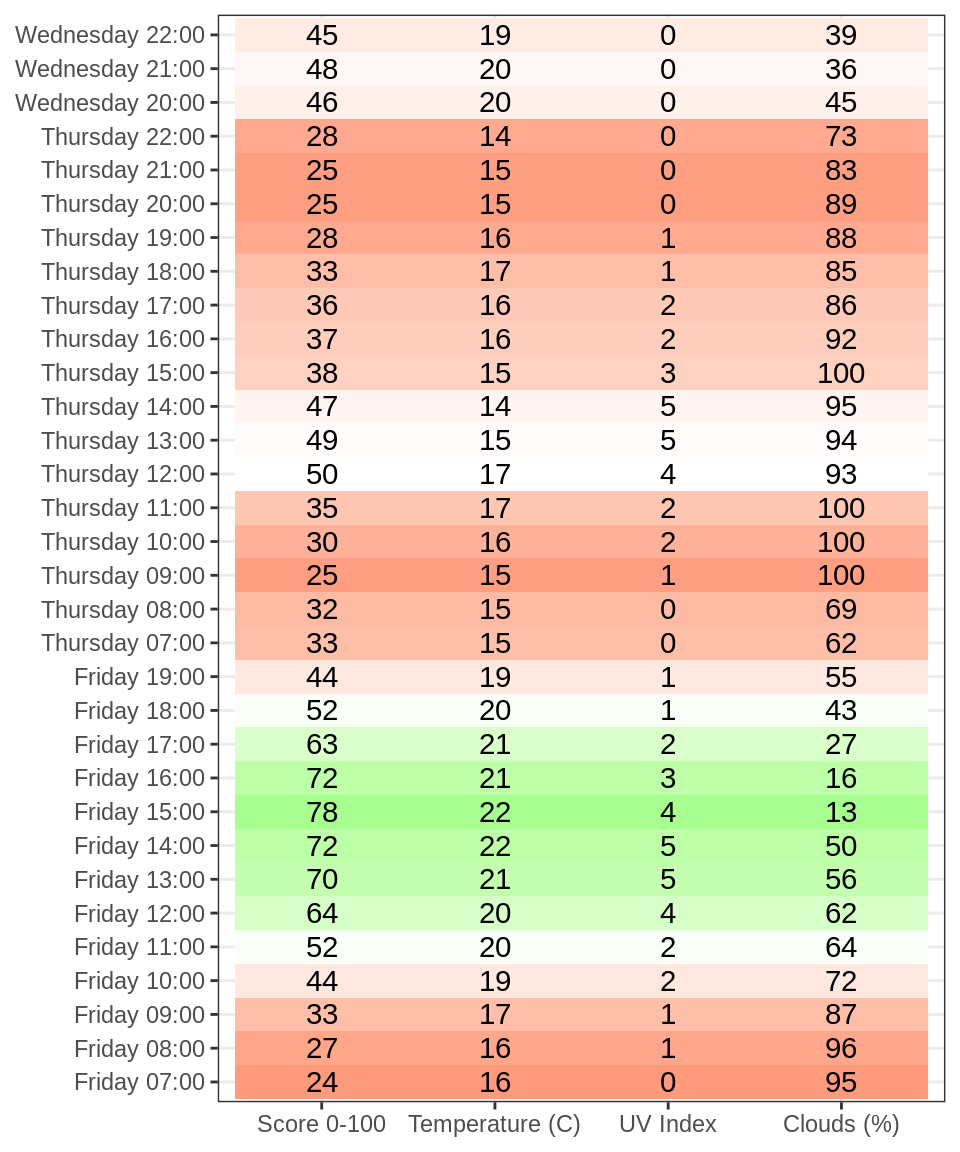 Wednesday 22:00 45 19 0 39
Wednesday 21:00 48 20 0 36
Wednesday 20:00 46 20 0 45
Thursday 22:00 28 14 0 73
Thursday 21:00 25 15 0 83
Thursday 20:00 25 15 0 89
Thursday 19:00 28 16 1 88
Thursday 18:00 33 17 1 85
Thursday 17:00 36 16 2 86
Thursday 16:00 37 16 2 92
Thursday 15:00 38 15 3 100
Thursday 14:00 47 14 5 95
Thursday 13:00 49 15 5 94
Thursday 12:00 50 17 4 93
Thursday 11:00 35 17 2 100
Thursday 10:00 30 16 2 100
Thursday 09:00 25 15 1 100
Thursday 08:00 32 15 0 69
Thursday 07:00 33 15 0 62
Friday 19:00 44 19 1 55
Friday 18:00 52 20 1 43
Friday 17:00 63 21 2 27
Friday 16:00 72 21 3 16
Friday 15:00 78 22 4 13
Friday 14:00 72 22 5 50
Friday 13:00 70 21 5 56
Friday 12:00 64 20 4 62
Friday 11:00 52 20 2 64
Friday 10:00 44 19 2 72
Friday 09:00 33 17 1 87
Friday 08:00 27 16 1 96
Friday 07:00 24 16 0 95
Score 0-100 Temperature (C) UV Index Clouds (%)